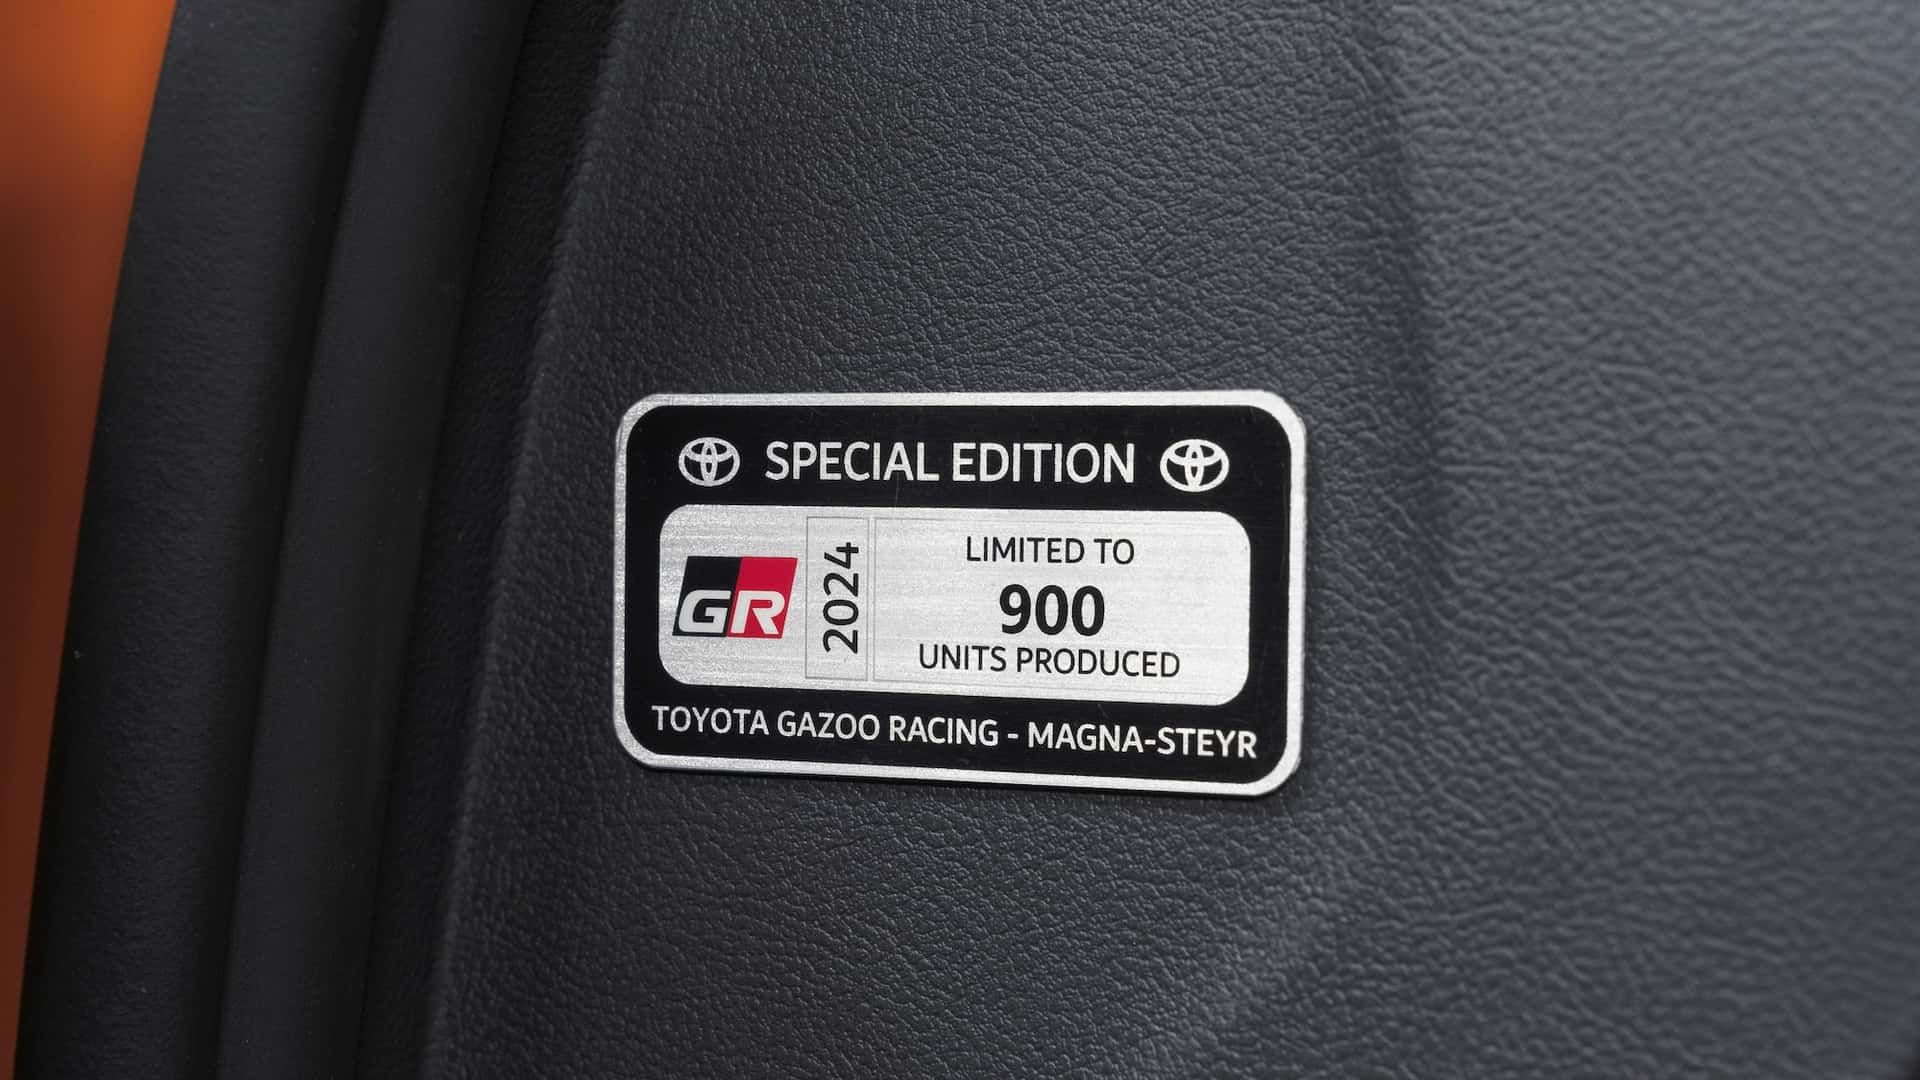 SPECIAL EDITION
GR
2024
LIMITED TO
900
UNITS PRODUCED
TOYOTA GAZOO RACING - MAGNA-STEYR